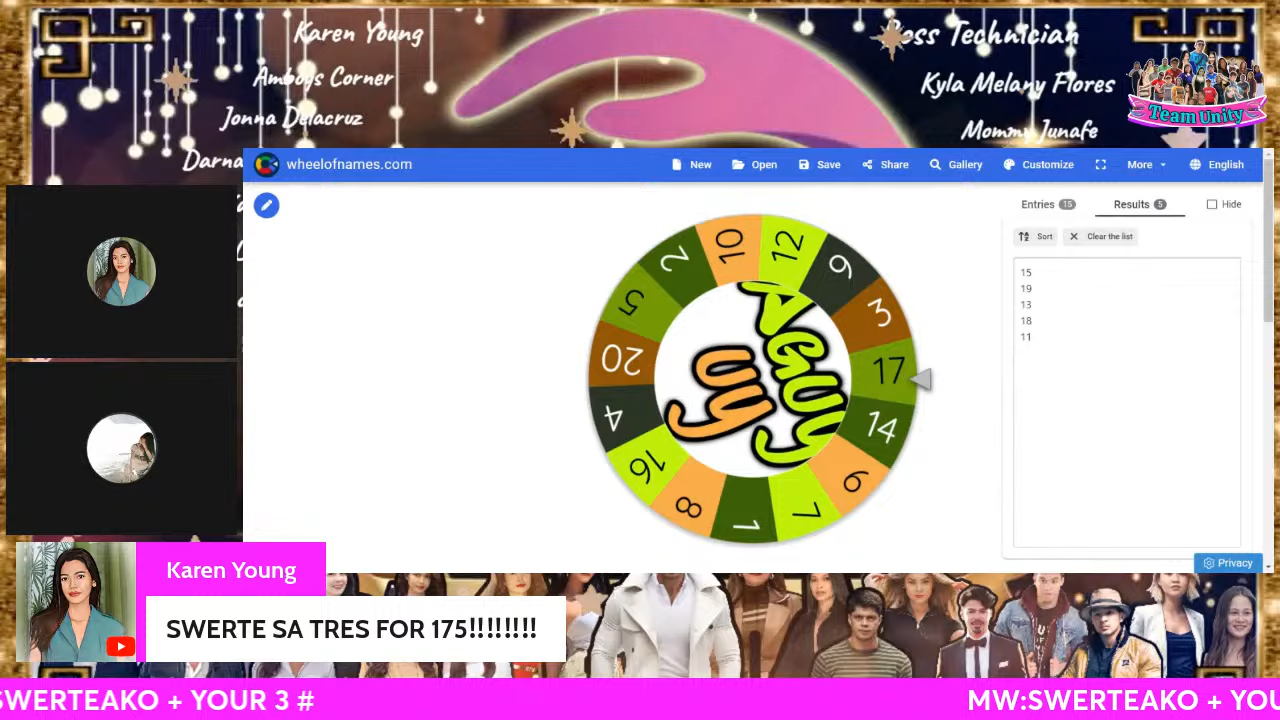 Karen Young
Amboys Corner
Jonna Delacruz
Darna
Boss Technician
Kyla Melany Flores
Mommy Junafe
Team Unity
wheelofnames.com
New
Open
Save
Share
Gallery
Customize
More
English
Entries 15
Results 5
Hide
Sort
Clear the list
15
19
13
18
11
10
12
9
3
17
14
6
7
1
8
16
4
20
5
2
Aguy
uy
Privacy
Karen Young
SWERTE SA TRES FOR 175!!!!!!!!
SWERTEAKO + YOUR 3 #
MW:SWERTEAKO + YOU